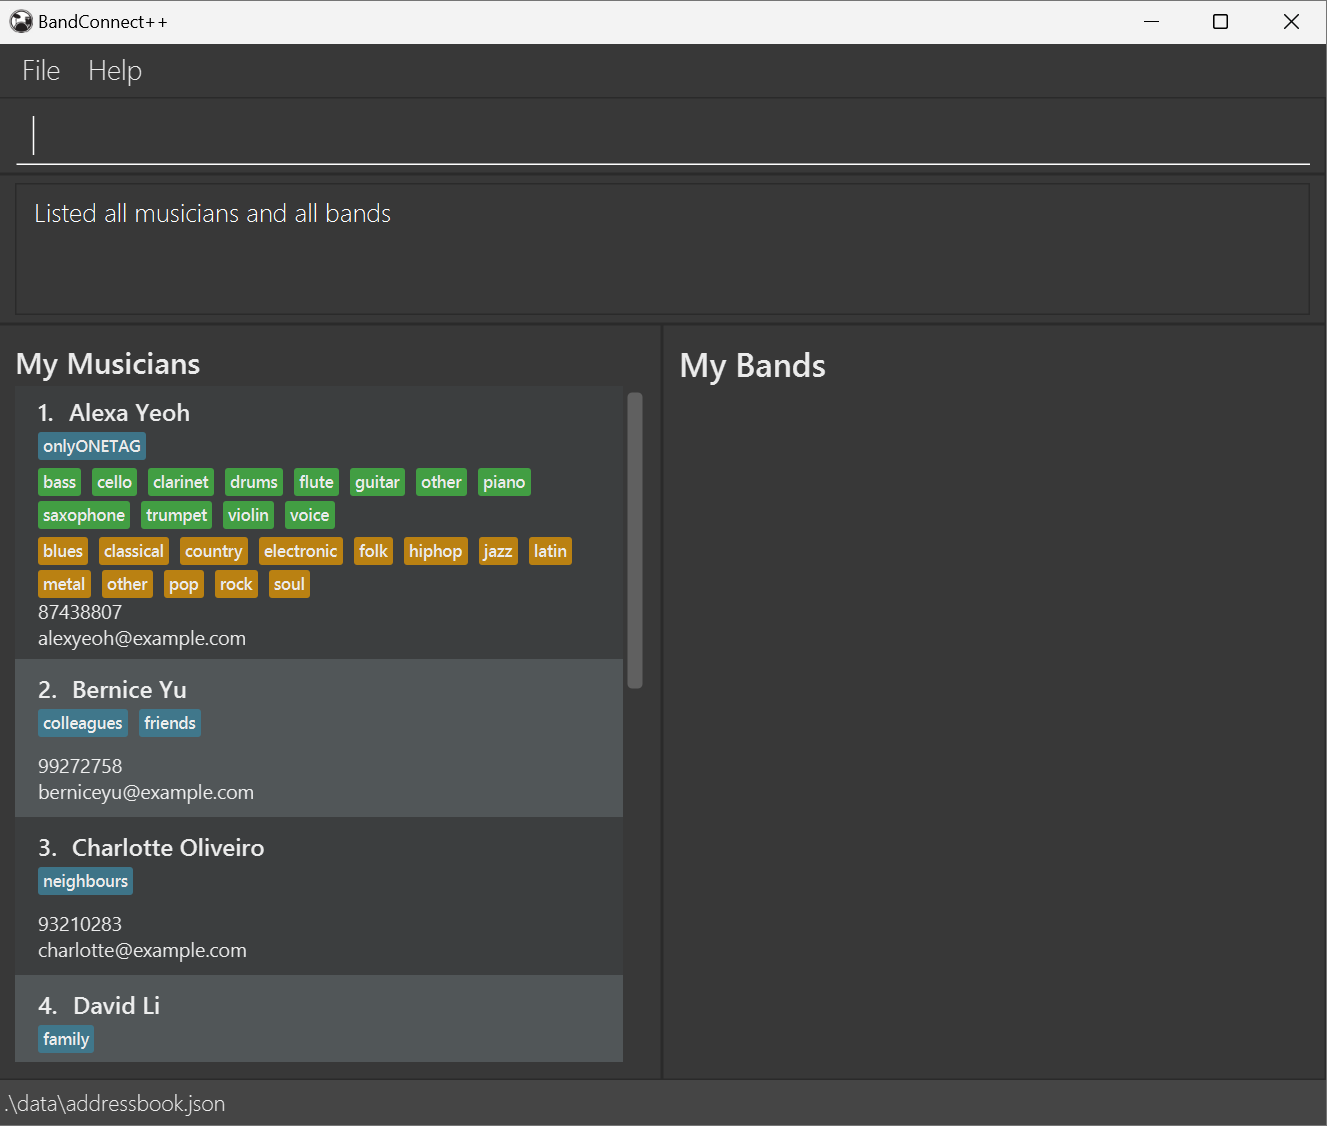 BandConnect++
File Help
Listed all musicians and all bands
My Musicians
1. Alexa Yeoh
onlyONETAG
bass cello clarinet drums flute guitar other piano
saxophone trumpet violin voice
blues classical country electronic folk hiphop jazz latin
metal other pop rock soul
87438807
alexyeoh@example.com
2. Bernice Yu
colleagues friends
99272758
berniceyu@example.com
3. Charlotte Oliveiro
neighbours
93210283
charlotte@example.com
4. David Li
family
My Bands
.\data\addressbook.json